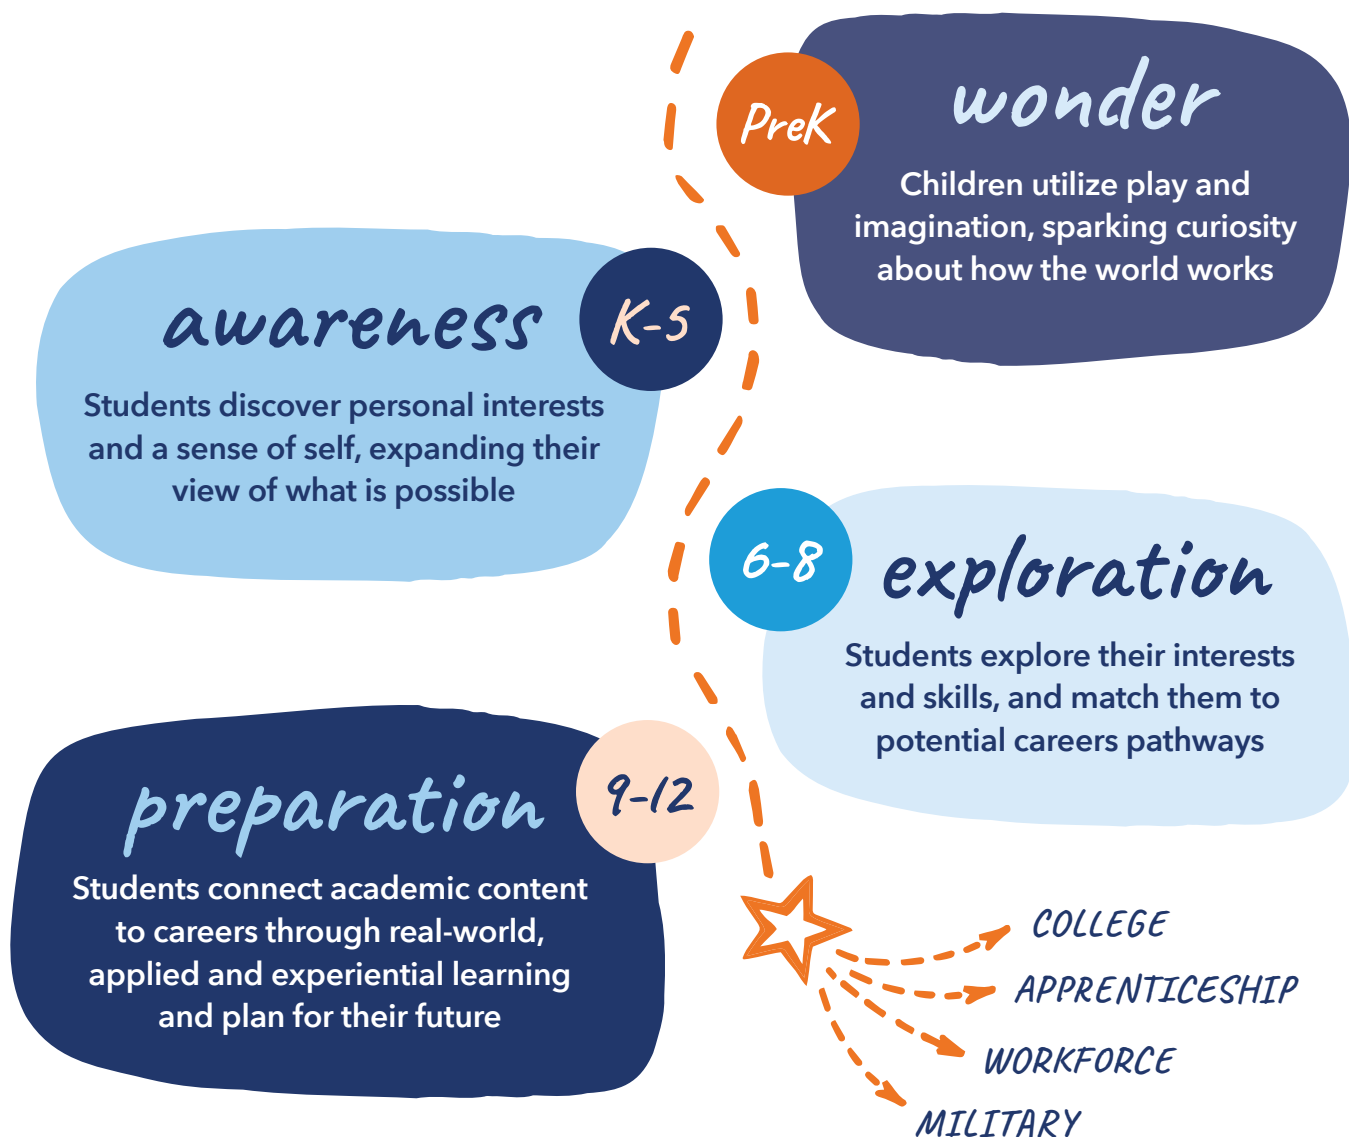 PreK
wonder
Children utilize play and
imagination, sparking curiosity
about how the world works
awareness
K-5
Students discover personal interests
and a sense of self, expanding their
view of what is possible
6-8
exploration
Students explore their interests
and skills, and match them to
potential careers pathways
preparation
9-12
Students connect academic content
to careers through real-world,
applied and experiential learning
and plan for their future
COLLEGE
APPRENTICESHIP
WORKFORCE
MILITARY